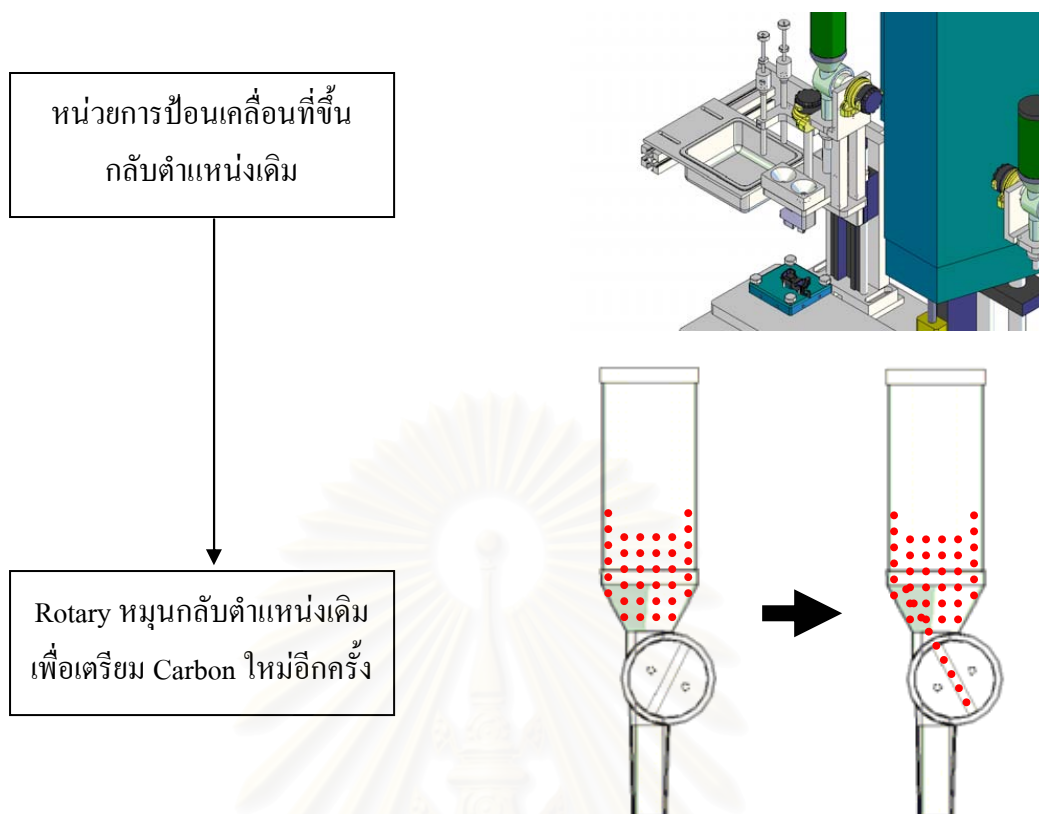 หน่วยการป้อนเคลื่อนที่ขึ้น
กลับตำแหน่งเดิม
Rotary หมุนกลับตำแหน่งเดิม
เพื่อเตรียม Carbon ใหม่อีกครั้ง